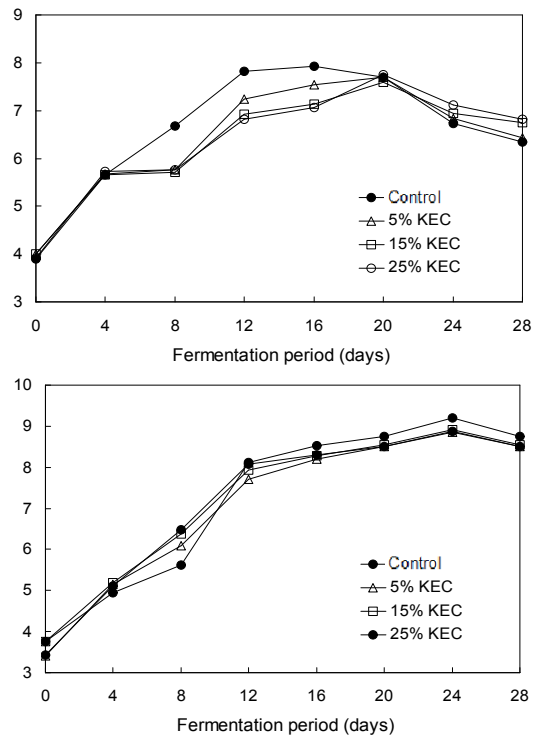 9
8
7
6
5
4
3
Control
5% KEC
15% KEC
25% KEC
0 4 8 12 16 20 24 28
Fermentation period (days)
10
9
8
7
6
5
4
3
Control
5% KEC
15% KEC
25% KEC
0 4 8 12 16 20 24 28
Fermentation period (days)